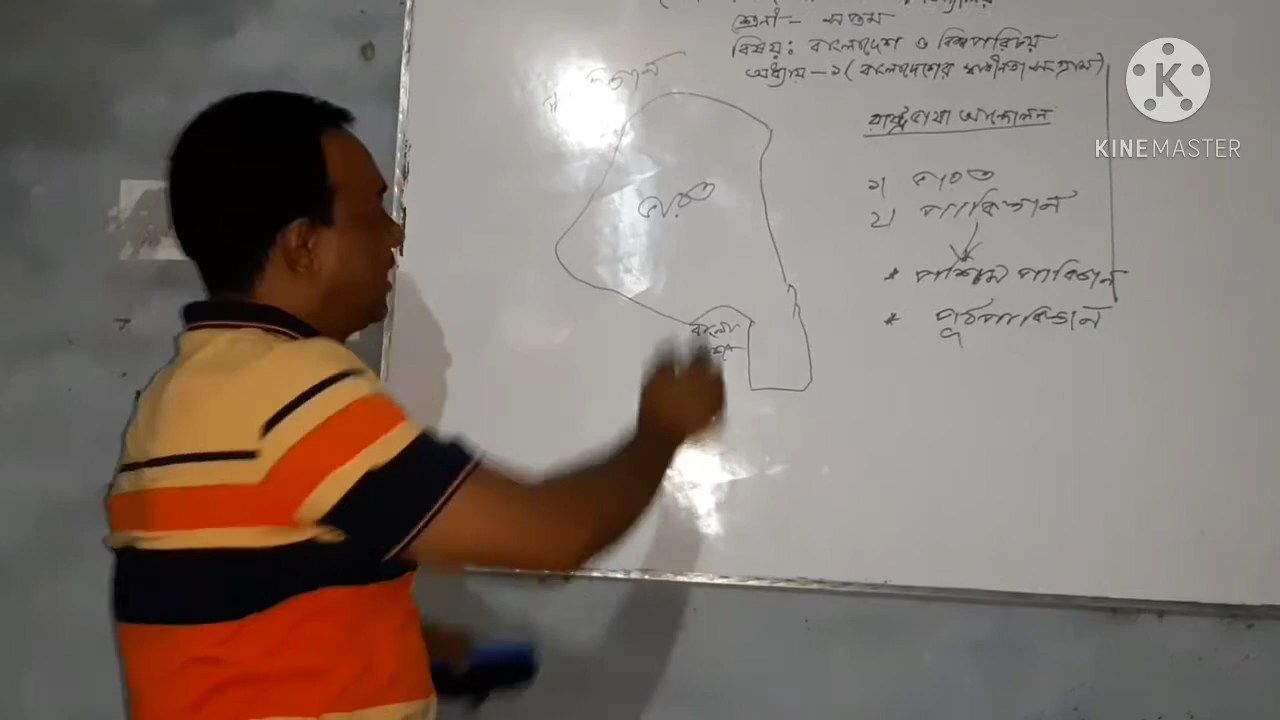 শ্রেণী - সপ্তম
বিষয়: বাংলাদেশ ও বিশ্বপরিচয়
অধ্যায় - ১ (বাংলাদেশের স্বাধীনতা সংগ্রাম)
রাষ্ট্রভাষা আন্দোলন
১) ভারত
২) পাকিস্তান
* পশ্চিম পাকিস্তান
* পূর্ব পাকিস্তান
ভারত
বাংলা
K
KINEMASTER